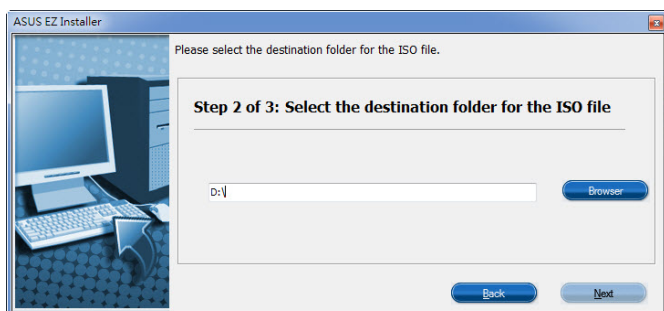 ASUS EZ Installer
Please select the destination folder for the ISO file.
Step 2 of 3: Select the destination folder for the ISO file
D:\
Browser
Back
Next